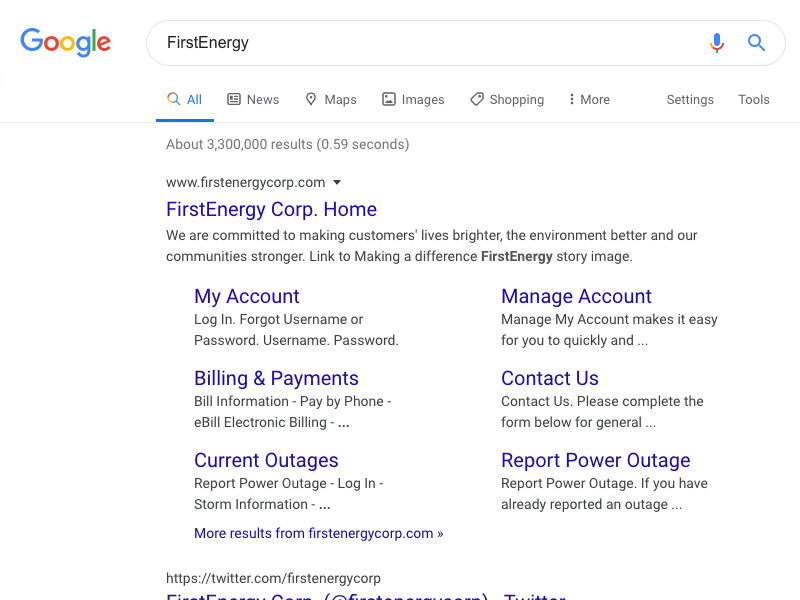 Google
FirstEnergy
All News Maps Images Shopping More Settings Tools
About 3,300,000 results (0.59 seconds)
www.firstenergycorp.com
FirstEnergy Corp. Home
We are committed to making customers' lives brighter, the environment better and our
communities stronger. Link to Making a difference FirstEnergy story image.
My Account
Log In. Forgot Username or
Password. Username. Password.
Manage Account
Manage My Account makes it easy
for you to quickly and ...
Billing & Payments
Bill Information - Pay by Phone -
eBill Electronic Billing - ...
Contact Us
Contact Us. Please complete the
form below for general ...
Current Outages
Report Power Outage - Log In -
Storm Information - ...
Report Power Outage
Report Power Outage. If you have
already reported an outage ...
More results from firstenergycorp.com »
https://twitter.com/firstenergycorp
FirstEnergy Corp. (@firstenergycorp) · Twitter